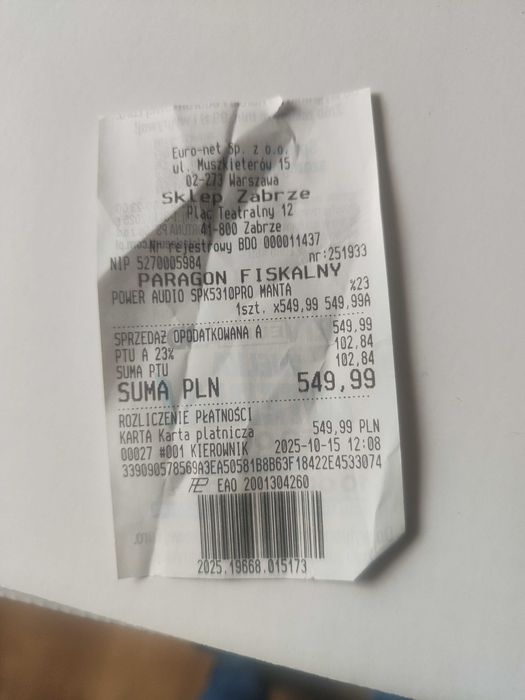 Euro-net Sp. z o.o.
ul. Muszkieterów 15
02-273 Warszawa
Sklep Zabrze
Plac Teatralny 12
41-800 Zabrze
Nr rejestrowy BDO 000011437
NIP 5270005984 nr:251933
PARAGON FISKALNY
POWER AUDIO SPK5310PRO MANTA %23
1szt. x549,99 549,99A
SPRZEDAŻ OPODATKOWANA A 549,99
PTU A 23% 102,84
SUMA PTU 102,84
SUMA PLN 549,99
ROZLICZENIE PŁATNOŚCI
KARTA Karta płatnicza 549,99 PLN
00027 #001 KIEROWNIK 2025-10-15 12:08
339090578569A3EA50581B8B63F18422E4533074
EAO 2001304260
2025.19868.015173